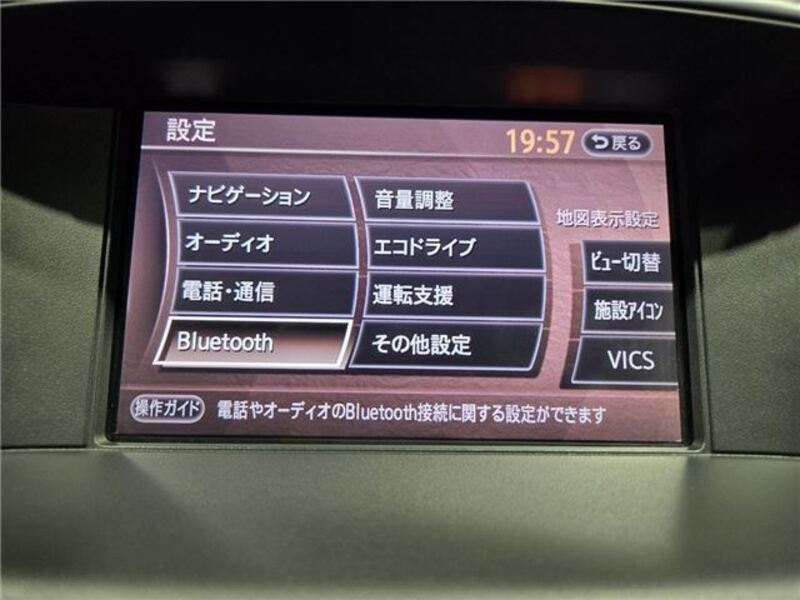 設定
19:57
戻る
ナビゲーション
音量調整
オーディオ
エコドライブ
電話・通信
運転支援
Bluetooth
その他設定
地図表示設定
ビュー切替
施設アイコン
VICS
操作ガイド
電話やオーディオのBluetooth接続に関する設定ができます